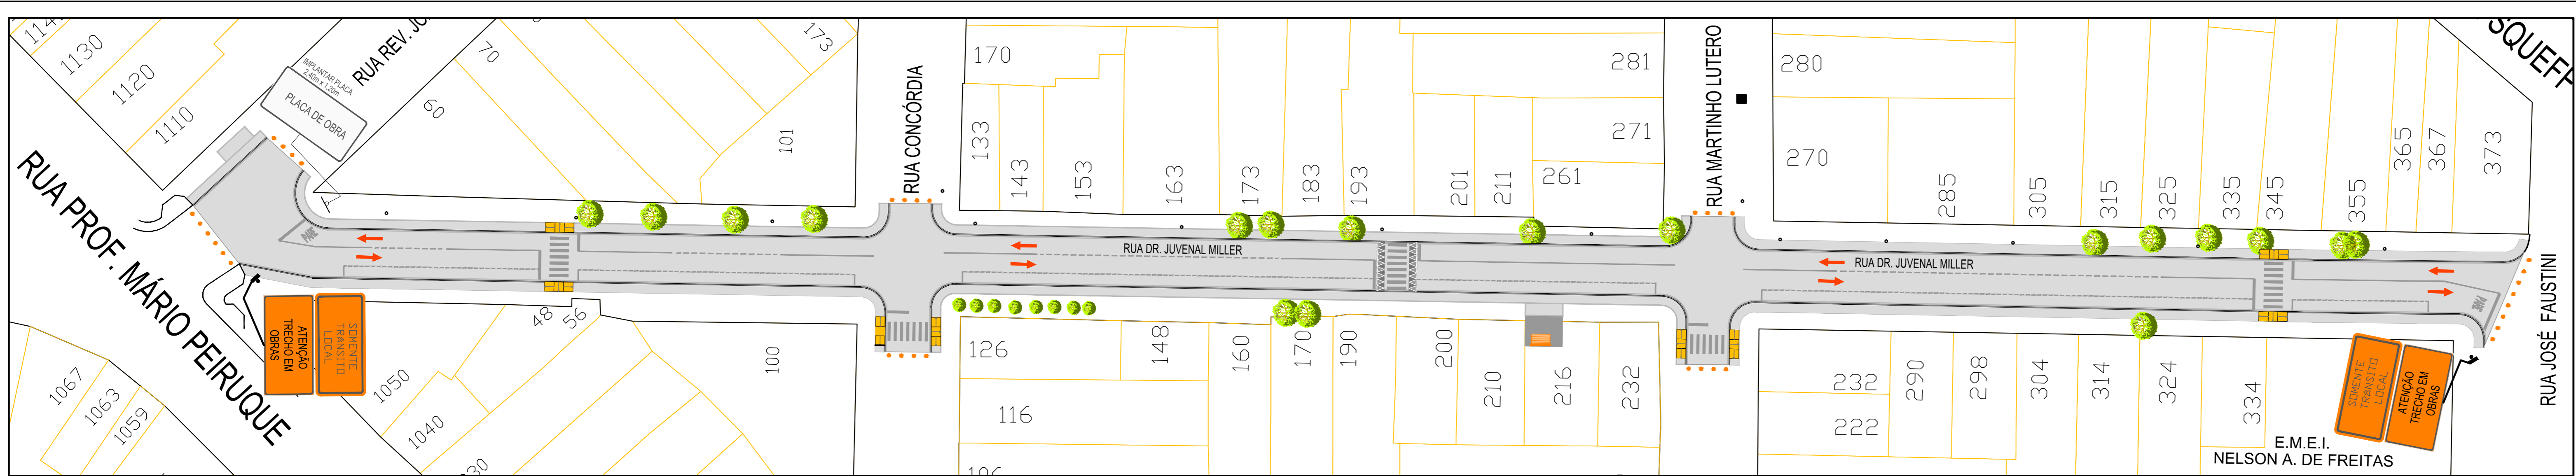 1130
1120
1110
IMPLANTAR PLACA
2,40m x 1,20m
PLACA DE OBRA
70
60
173
101
RUA CONCÓRDIA
170
133
143
153
163
173
183
193
201
211
281
271
261
RUA MARTINHO LUTERO
280
270
285
305
315
325
335
345
355
365
367
373
RUA PROF. MÁRIO PEIRUQUE
PARE
RUA DR. JUVENAL MILLER
RUA DR. JUVENAL MILLER
PARE
RUA JOSÉ FAUSTINI
ATENÇÃO
TRECHO EM
OBRAS
SOMENTE
TRÂNSITO
LOCAL
1067
1063
1059
1050
1040
48
56
100
126
116
148
160
170
190
200
210
216
232
232
222
290
298
304
314
324
334
SOMENTE
TRÂNSITO
LOCAL
ATENÇÃO
TRECHO EM
OBRAS
E.M.E.I.
NELSON A. DE FREITAS